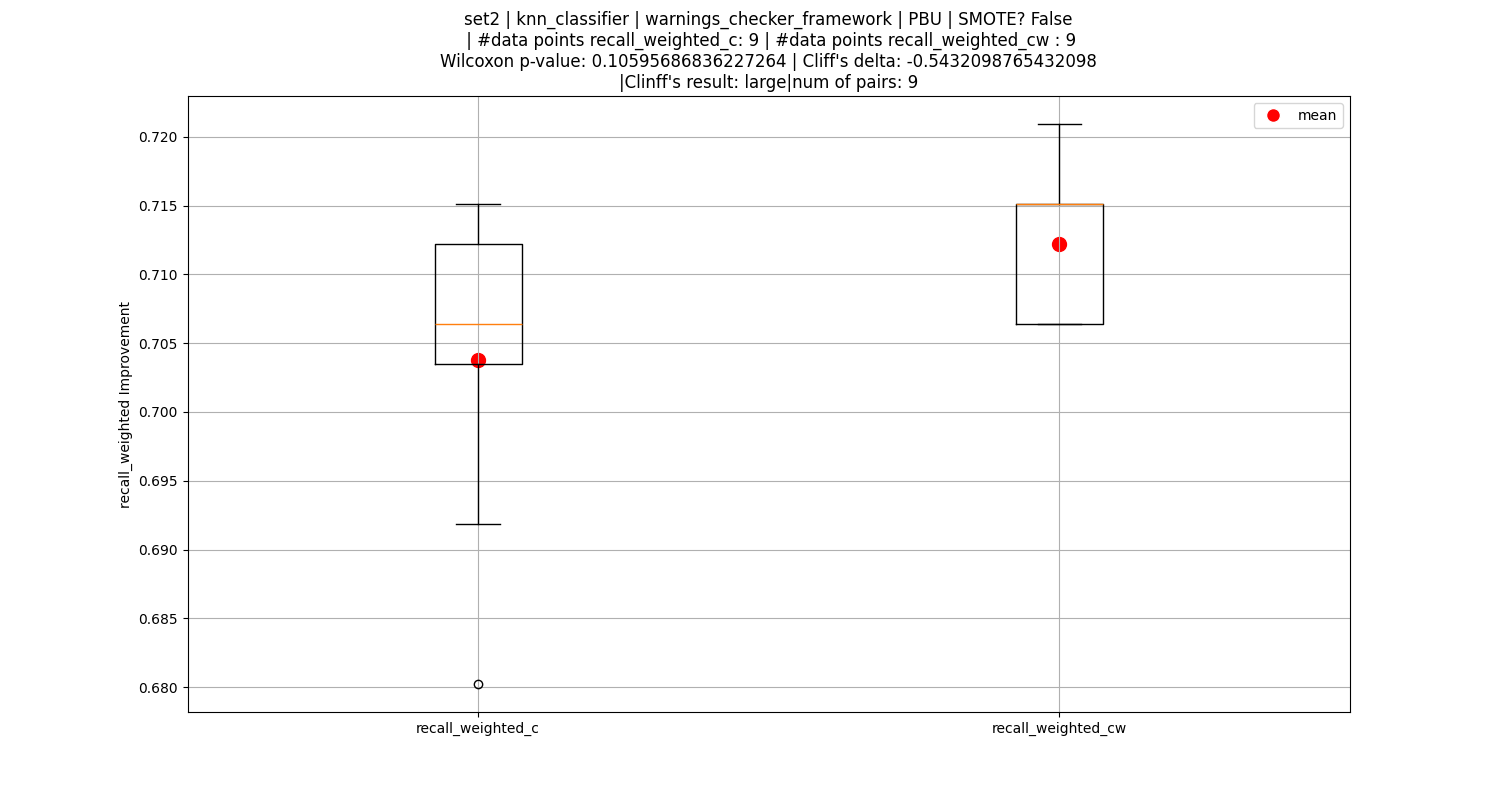 set2 | knn_classifier | warnings_checker_framework | PBU | SMOTE? False
| #data points recall_weighted_c: 9 | #data points recall_weighted_cw : 9
Wilcoxon p-value: 0.10595686836227264 | Cliff's delta: -0.5432098765432098
|Clinff's result: large|num of pairs: 9
mean
0.720
0.715
0.710
0.705
0.700
0.695
0.690
0.685
0.680
recall_weighted Improvement
recall_weighted_c
recall_weighted_cw